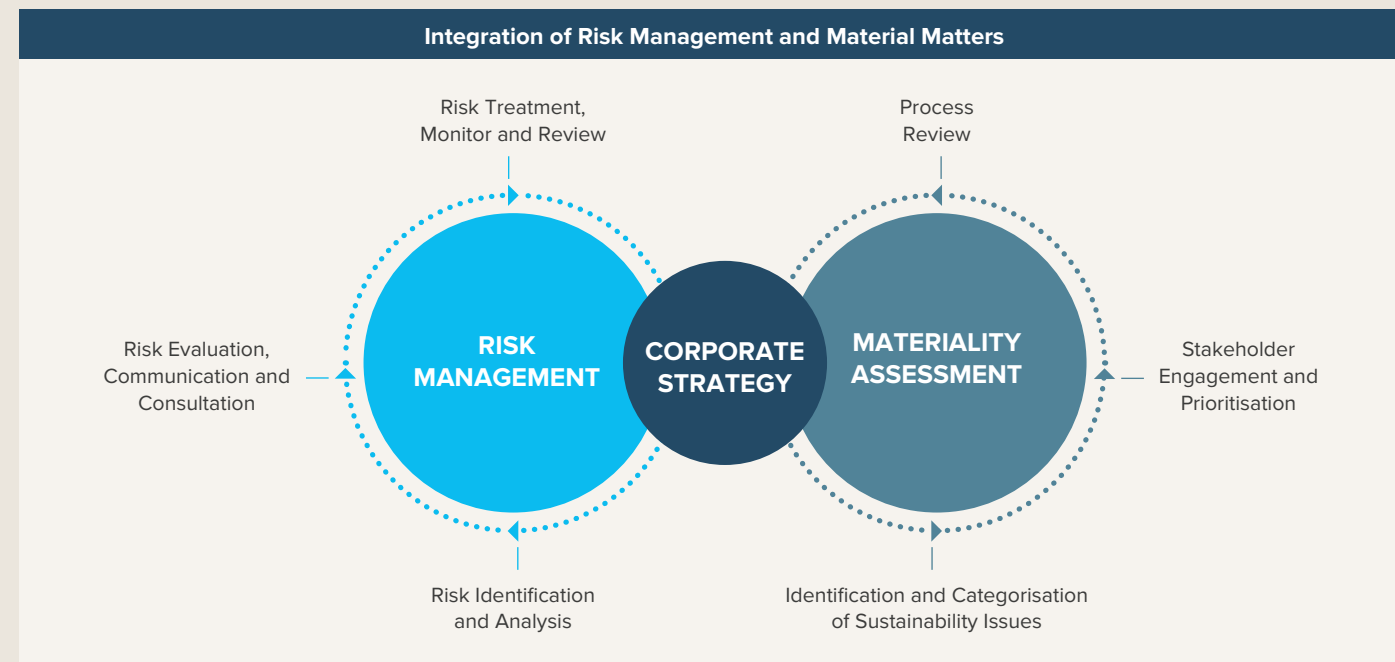 Integration of Risk Management and Material Matters
Risk Treatment,
Monitor and Review
Process
Review
Risk Evaluation,
Communication and
Consultation
RISK
MANAGEMENT
CORPORATE
STRATEGY
MATERIALITY
ASSESSMENT
Stakeholder
Engagement and
Prioritisation
Risk Identification
and Analysis
Identification and Categorisation
of Sustainability Issues